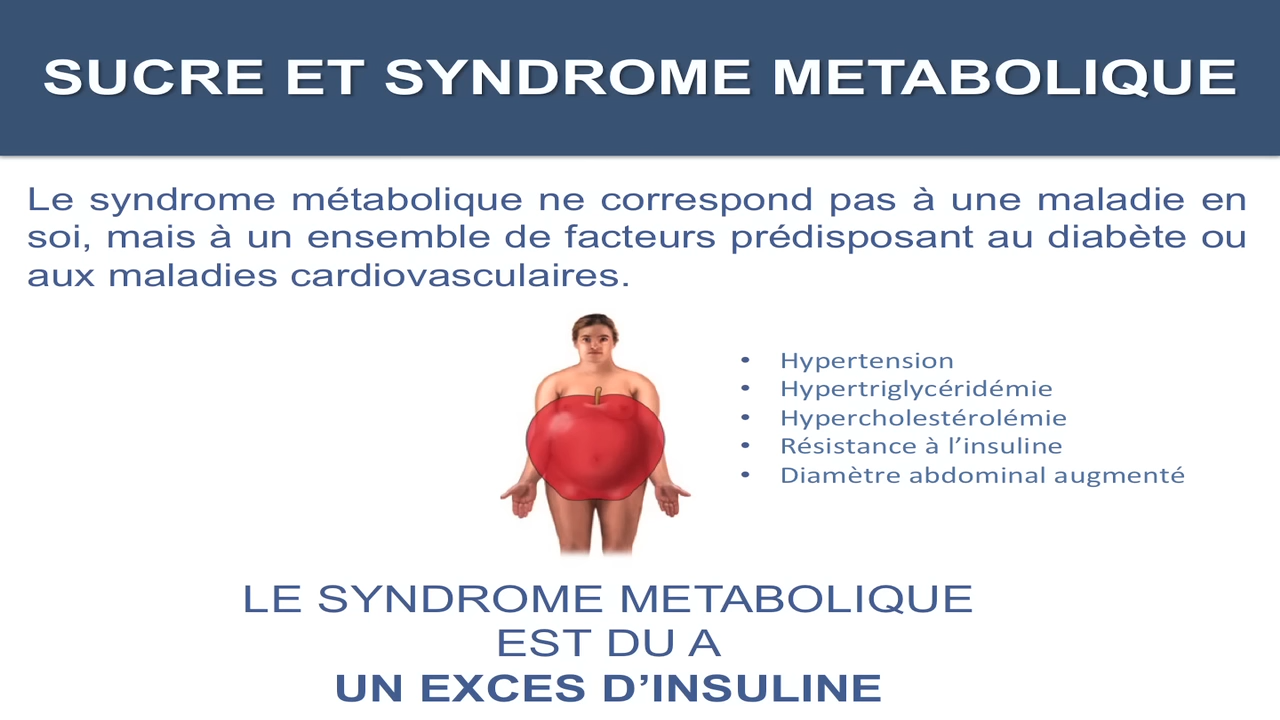 SUCRE ET SYNDROME METABOLIQUE
Le syndrome métabolique ne correspond pas à une maladie en
soi, mais à un ensemble de facteurs prédisposant au diabète ou
aux maladies cardiovasculaires.
• Hypertension
• Hypertriglycéridémie
• Hypercholestérolémie
• Résistance à l’insuline
• Diamètre abdominal augmenté
LE SYNDROME METABOLIQUE
EST DU A
UN EXCES D’INSULINE